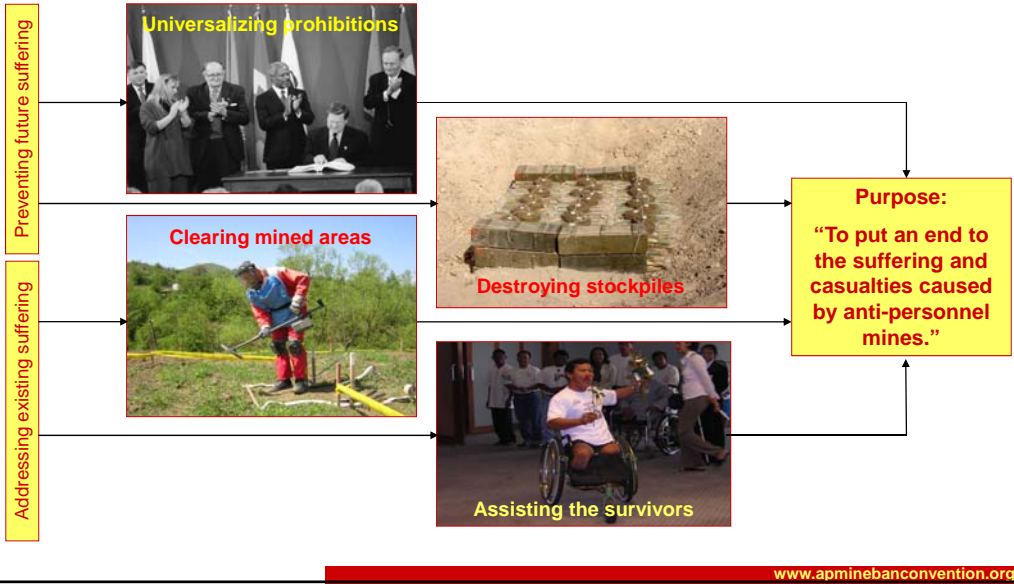 Preventing future suffering
Universalizing prohibitions
Destroying stockpiles
Addressing existing suffering
Clearing mined areas
Assisting the survivors
Purpose:
“To put an end to
the suffering and
casualties caused
by anti-personnel
mines.”
www.apminebanconvention.org